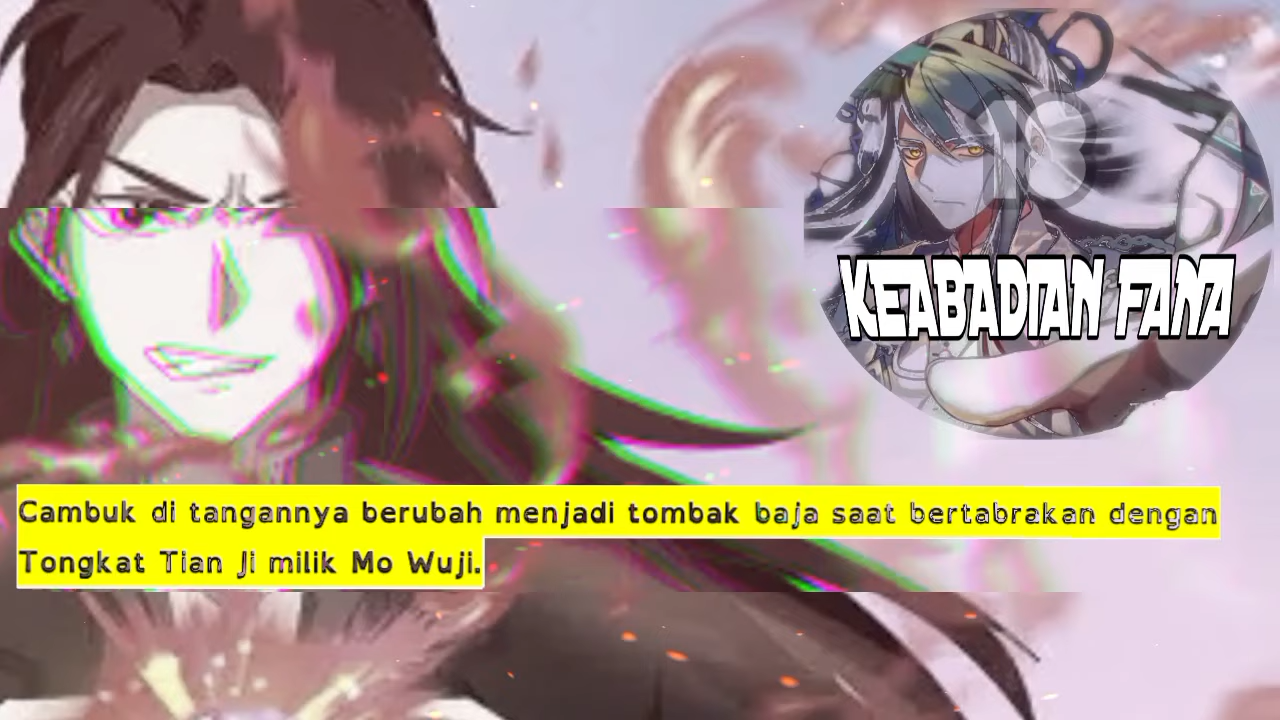 KEABADIAN FANA
Cambuk di tangannya berubah menjadi tombak baja saat bertabrakan dengan
Tongkat Tian Ji milik Mo Wuji.